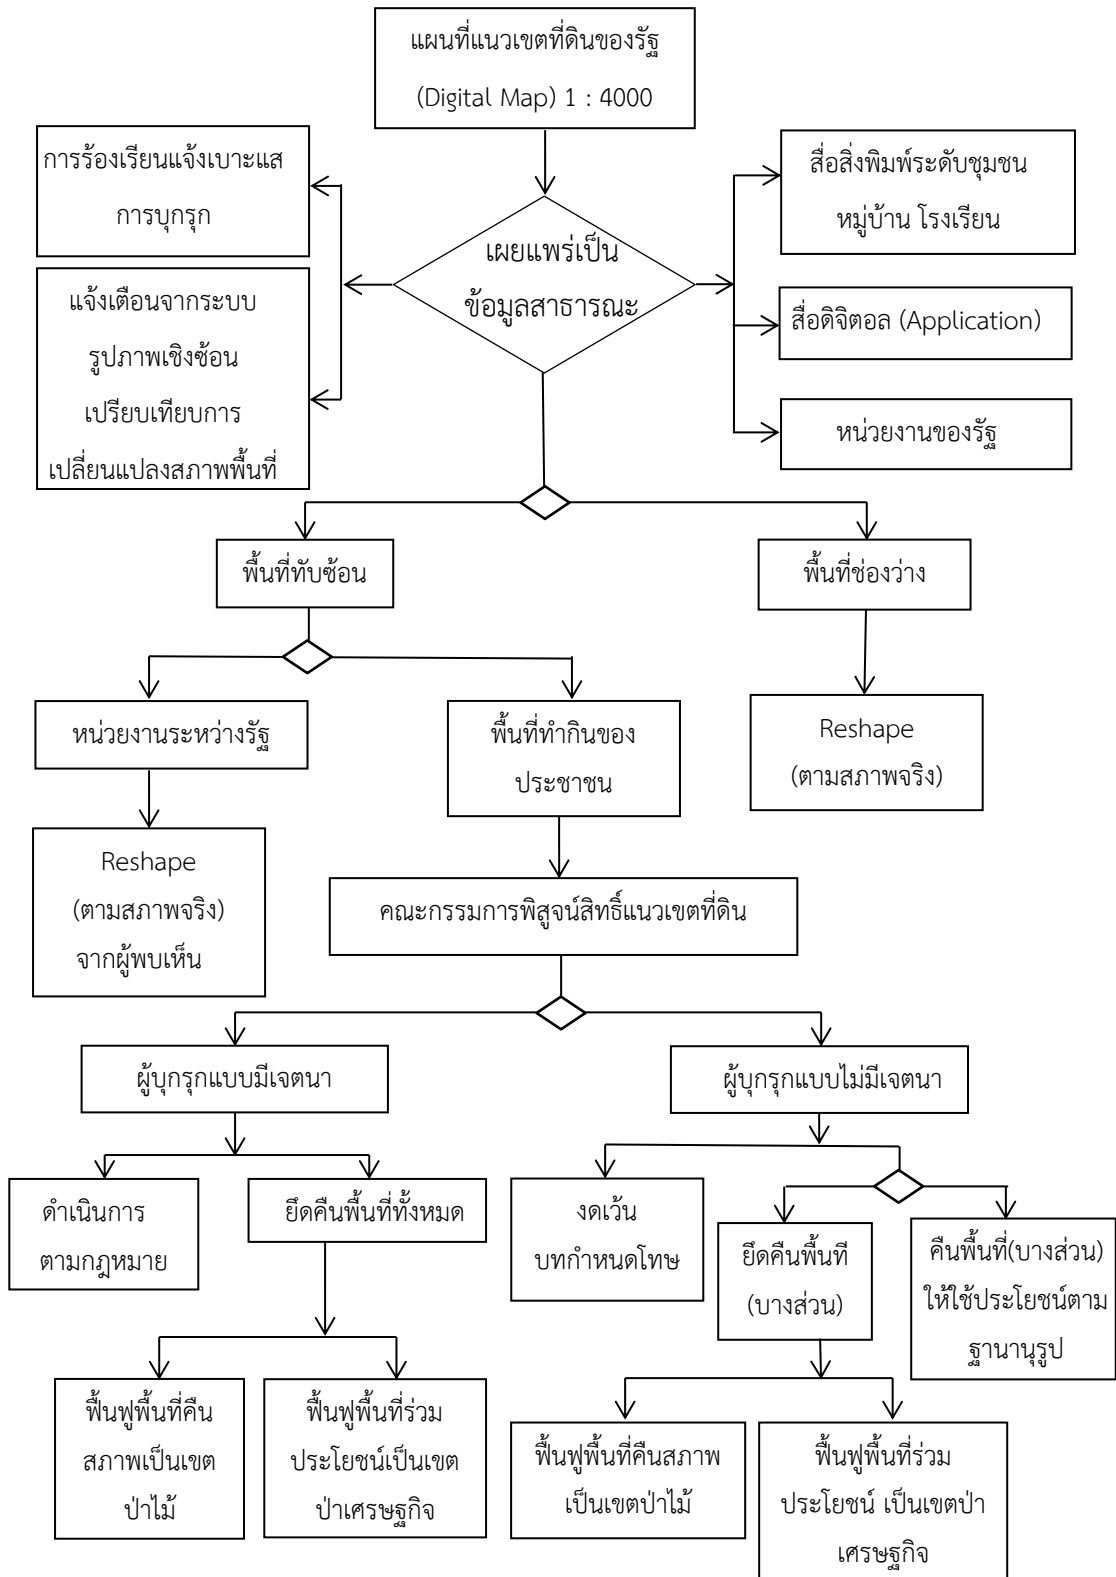 แผนที่แนวเขตที่ดินของรัฐ
(Digital Map) 1 : 4000
การร้องเรียนแจ้งเบาะแส
การบุกรุก
แจ้งเตือนจากระบบ
รูปภาพเชิงซ้อน
เปรียบเทียบการ
เปลี่ยนแปลงสภาพพื้นที่
เผยแพร่เป็น
ข้อมูลสาธารณะ
สื่อสิ่งพิมพ์ระดับชุมชน
หมู่บ้าน โรงเรียน
สื่อดิจิตอล (Application)
หน่วยงานของรัฐ
พื้นที่ทับซ้อน
พื้นที่ช่องว่าง
หน่วยงานระหว่างรัฐ
พื้นที่ทำกินของ
ประชาชน
Reshape
(ตามสภาพจริง)
Reshape
(ตามสภาพจริง)
จากผู้พบเห็น
คณะกรรมการพิสูจน์สิทธิ์แนวเขตที่ดิน
ผู้บุกรุกแบบมีเจตนา
ผู้บุกรุกแบบไม่มีเจตนา
ดำเนินการ
ตามกฎหมาย
ยึดคืนพื้นที่ทั้งหมด
งดเว้น
บทกำหนดโทษ
ยึดคืนพื้นที
(บางส่วน)
คืนพื้นที่(บางส่วน)
ให้ใช้ประโยชน์ตาม
ฐานานุรูป
ฟื้นฟูพื้นที่คืน
สภาพเป็นเขต
ป่าไม้
ฟื้นฟูพื้นที่ร่วม
ประโยชน์เป็นเขต
ป่าเศรษฐกิจ
ฟื้นฟูพื้นที่คืนสภาพ
เป็นเขตป่าไม้
ฟื้นฟูพื้นที่ร่วม
ประโยชน์ เป็นเขตป่า
เศรษฐกิจ